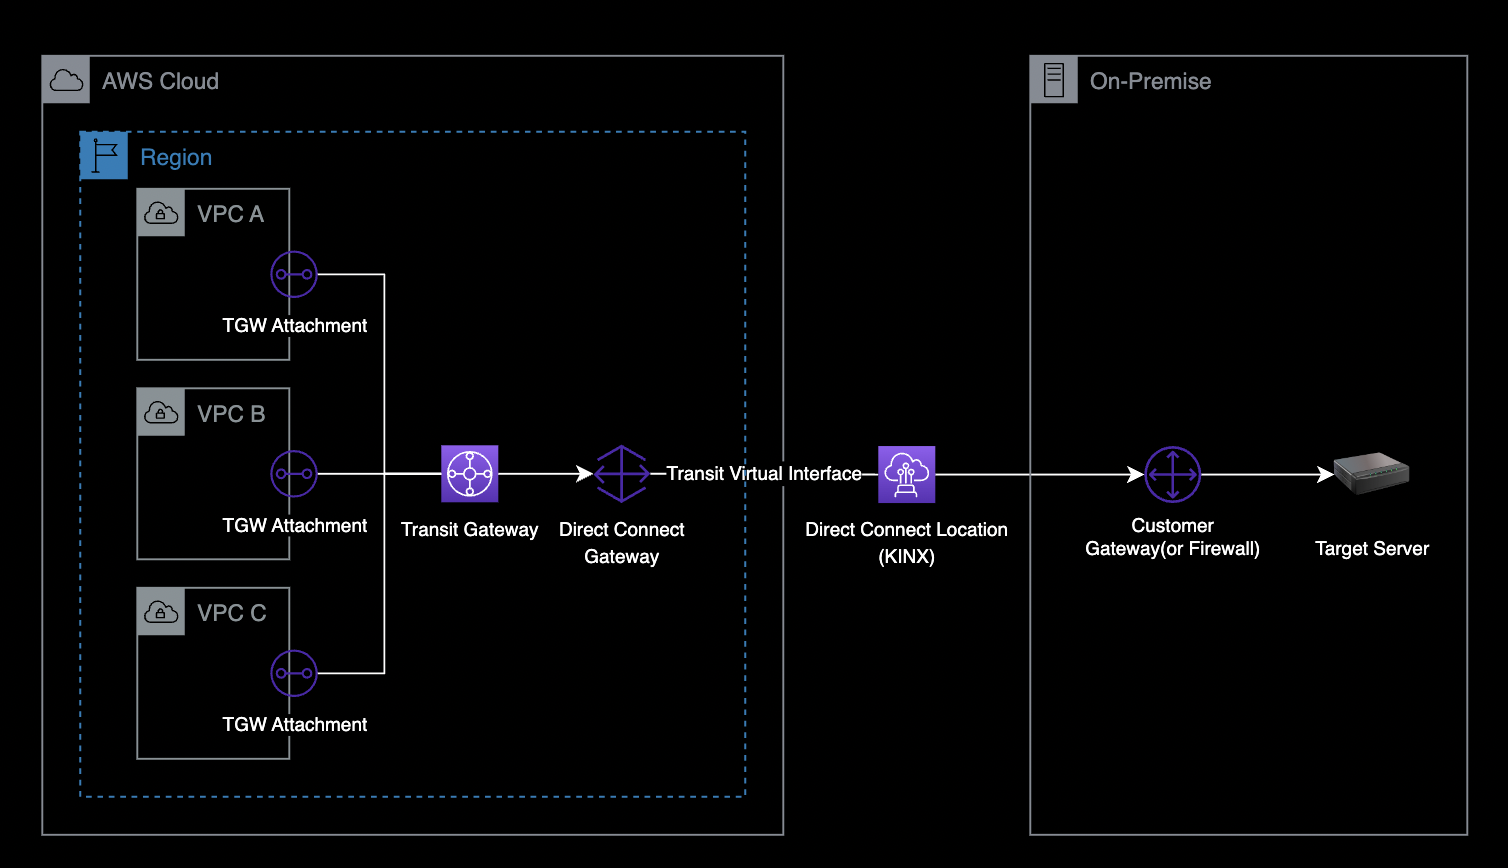 AWS Cloud
On-Premise
Region
VPC A
TGW Attachment
VPC B
TGW Attachment
Transit Gateway
Direct Connect
Gateway
Transit Virtual Interface
Direct Connect Location
(KINX)
Customer
Gateway(or Firewall)
Target Server
VPC C
TGW Attachment